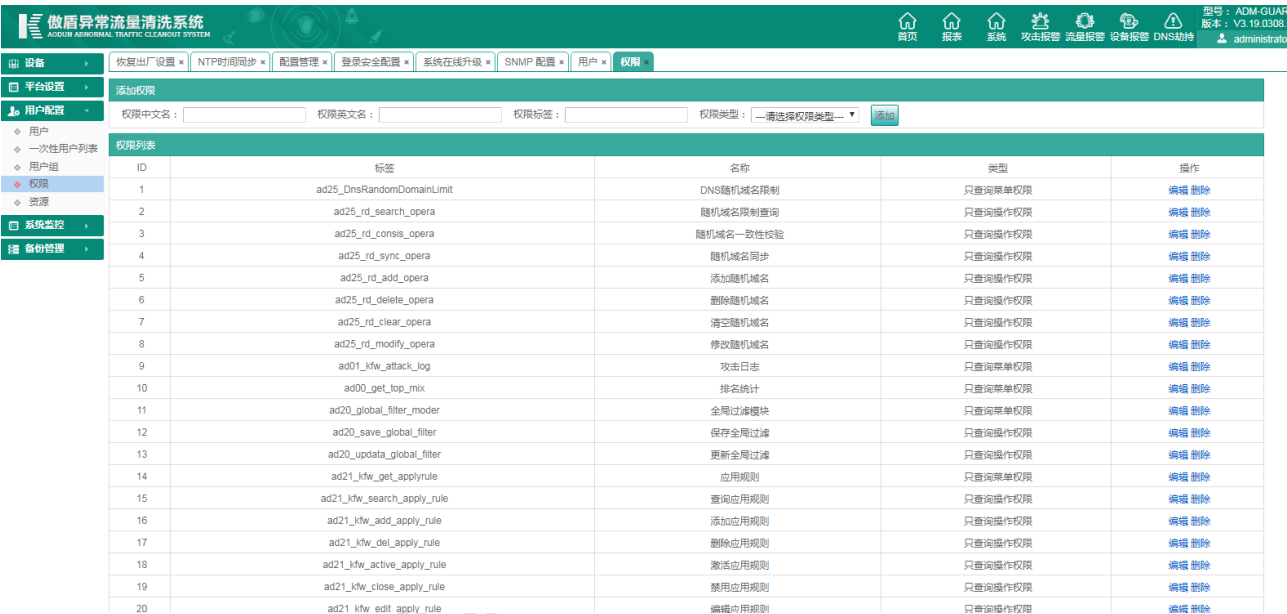 傲盾异常流量清洗系统
AODUN ABNORMAL TRAFFIC CLEANOUT SYSTEM
首页 报表 系统 攻击报警 流量报警 设备报警 DNS劫持
型号： ADM-GUAR
版本： V3.19.0308.
administrato
设备
平台设置
用户配置
用户
一次性用户列表
用户组
权限
资源
系统监控
备份管理
恢复出厂设置 × NTP时间同步 × 配置管理 × 登录安全配置 × 系统在线升级 × SNMP 配置 × 用户 × 权限 ×
添加权限
权限中文名： 权限英文名： 权限标签： 权限类型： ---请选择权限类型--- 添加
权限列表
ID 标签 名称 类型 操作
1 ad25_DnsRandomDomainLimit DNS随机域名限制 只查询菜单权限 编辑 删除
2 ad25_rd_search_opera 随机域名限制查询 只查询操作权限 编辑 删除
3 ad25_rd_consis_opera 随机域名一致性校验 只查询操作权限 编辑 删除
4 ad25_rd_sync_opera 随机域名同步 只查询操作权限 编辑 删除
5 ad25_rd_add_opera 添加随机域名 只查询操作权限 编辑 删除
6 ad25_rd_delete_opera 删除随机域名 只查询操作权限 编辑 删除
7 ad25_rd_clear_opera 清空随机域名 只查询操作权限 编辑 删除
8 ad25_rd_modify_opera 修改随机域名 只查询操作权限 编辑 删除
9 ad01_kfw_attack_log 攻击日志 只查询菜单权限 编辑 删除
10 ad00_get_top_mix 排名统计 只查询菜单权限 编辑 删除
11 ad20_global_filter_moder 全局过滤模块 只查询菜单权限 编辑 删除
12 ad20_save_global_filter 保存全局过滤 只查询操作权限 编辑 删除
13 ad20_updata_global_filter 更新全局过滤 只查询操作权限 编辑 删除
14 ad21_kfw_get_applyrule 应用规则 只查询菜单权限 编辑 删除
15 ad21_kfw_search_apply_rule 查询应用规则 只查询操作权限 编辑 删除
16 ad21_kfw_add_apply_rule 添加应用规则 只查询操作权限 编辑 删除
17 ad21_kfw_del_apply_rule 删除应用规则 只查询操作权限 编辑 删除
18 ad21_kfw_active_apply_rule 激活应用规则 只查询操作权限 编辑 删除
19 ad21_kfw_close_apply_rule 禁用应用规则 只查询操作权限 编辑 删除
20 ad21_kfw_edit_apply_rule 编辑应用规则 只查询操作权限 编辑 删除